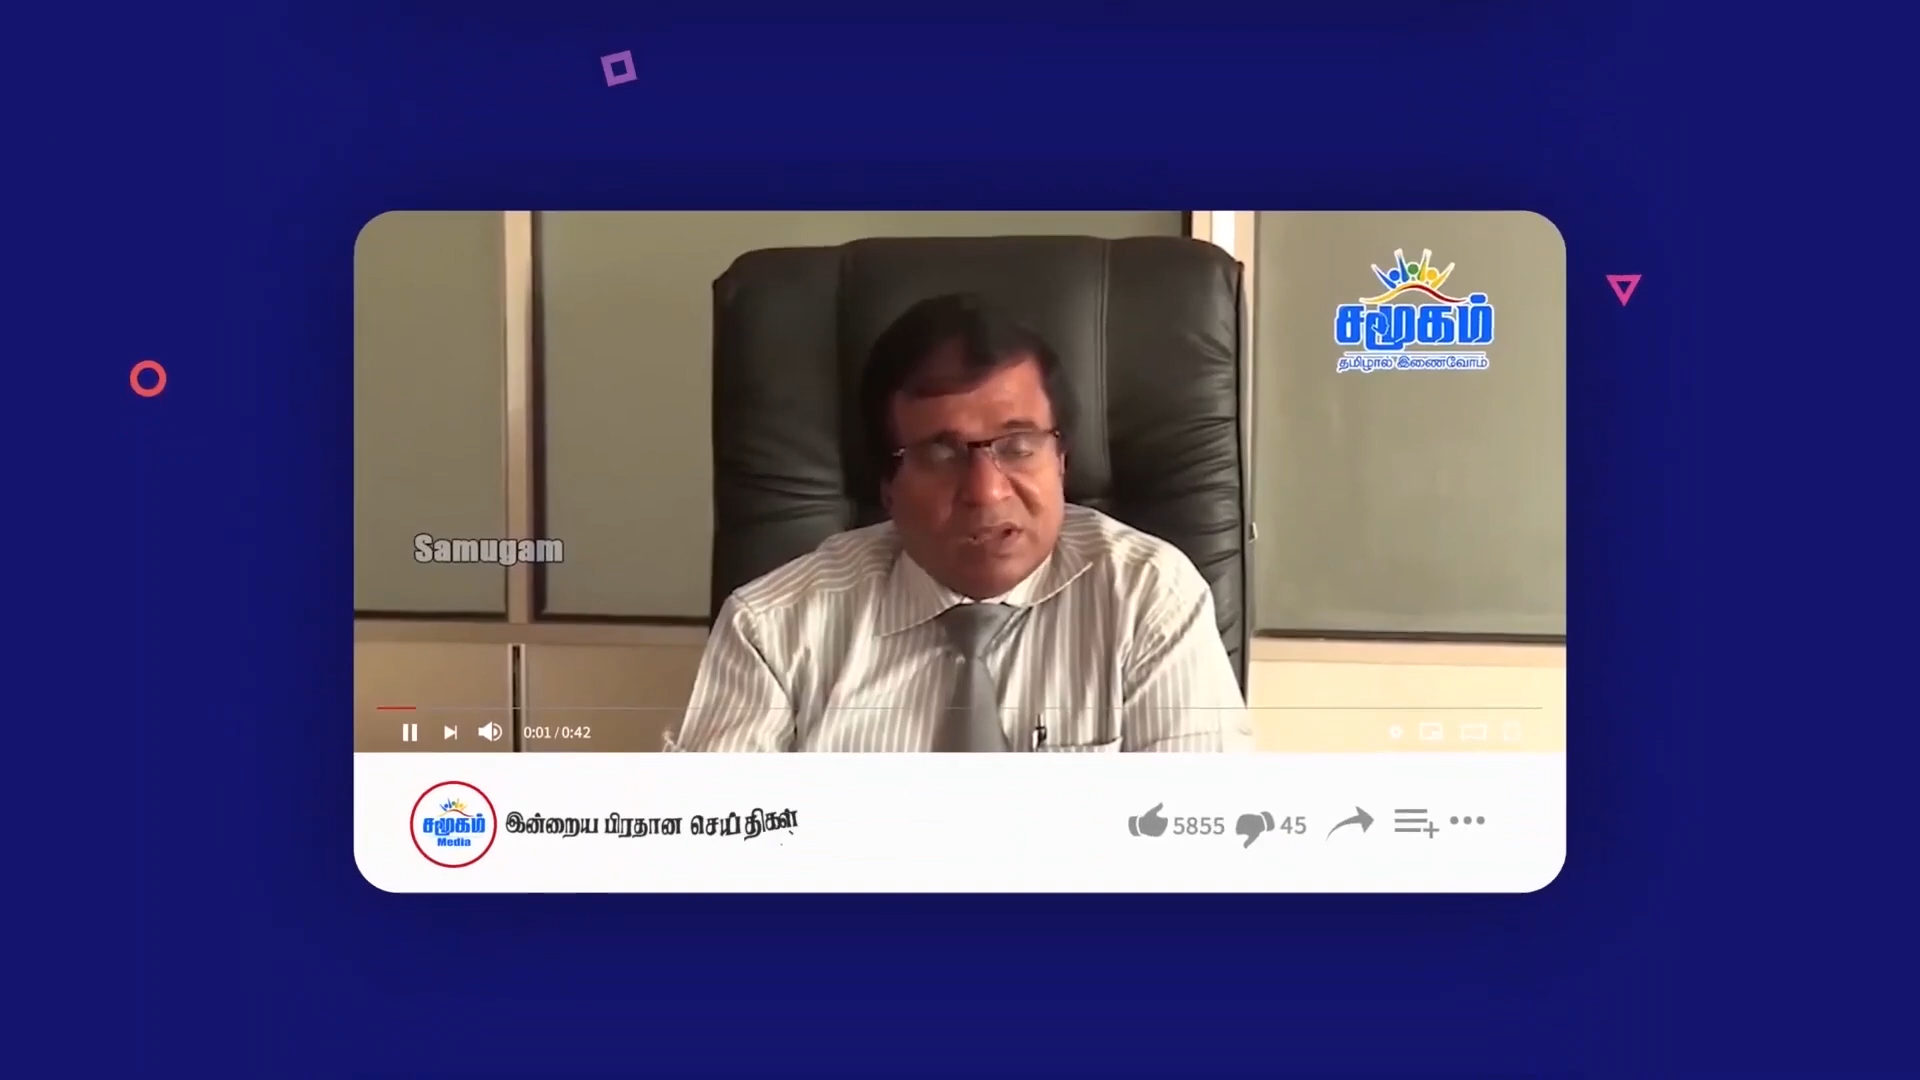 சமூகம்
தமிழால் இணைவோம்
Samugam
0:01 / 0:42
சமூகம்
Media
இன்றைய பிரதான செய்திகள்
5855
45